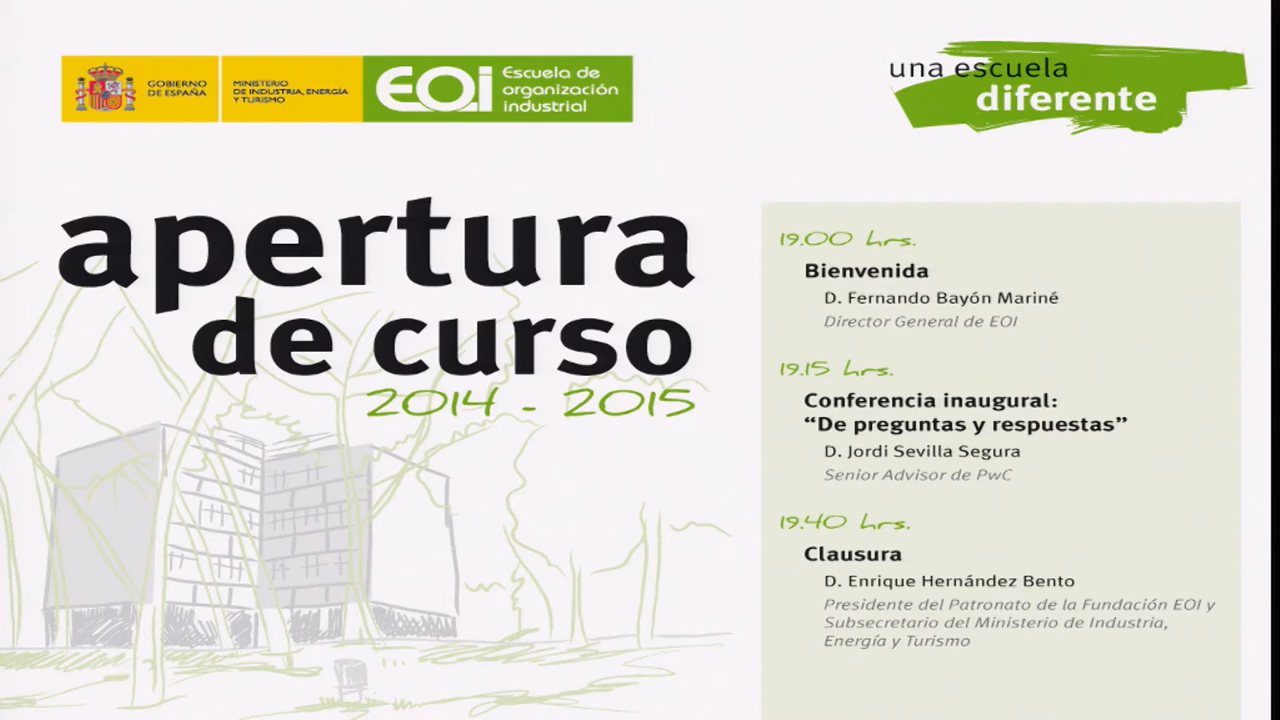 GOBIERNO
DE ESPAÑA
MINISTERIO
DE INDUSTRIA, ENERGÍA
Y TURISMO
EOi
Escuela de
organización
industrial
una escuela
diferente
apertura
de curso
2014 - 2015
19.00 hrs.
Bienvenida
D. Fernando Bayón Mariné
Director General de EOI
19.15 hrs.
Conferencia inaugural:
“De preguntas y respuestas”
D. Jordi Sevilla Segura
Senior Advisor de PwC
19.40 hrs.
Clausura
D. Enrique Hernández Bento
Presidente del Patronato de la Fundación EOI y
Subsecretario del Ministerio de Industria,
Energía y Turismo